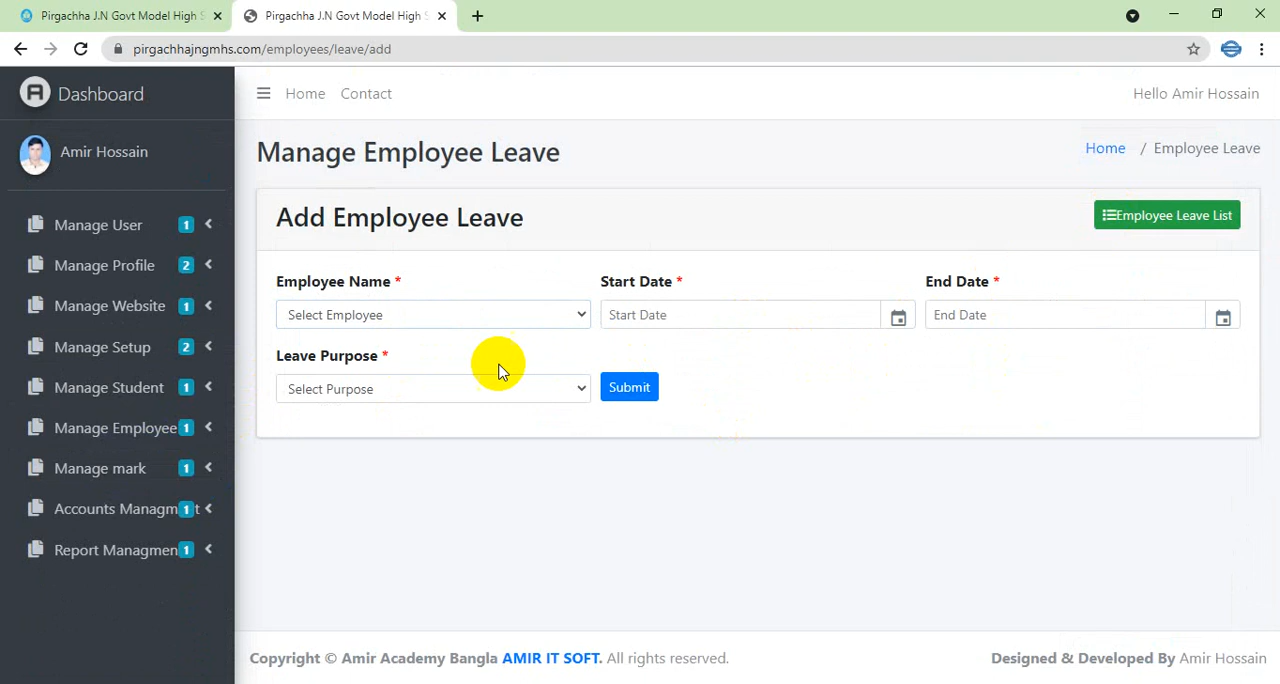 Pirgachha J.N Govt Model High S
Pirgachha J.N Govt Model High S
pirgachhajngmhs.com/employees/leave/add
Dashboard
Home Contact
Hello Amir Hossain
Amir Hossain
Manage User 1
Manage Profile 2
Manage Website 1
Manage Setup 2
Manage Student 1
Manage Employee 1
Manage mark 1
Accounts Managm t 1
Report Managmen 1
Manage Employee Leave
Home / Employee Leave
Add Employee Leave
Employee Leave List
Employee Name * Start Date * End Date *
Select Employee Start Date End Date
Leave Purpose *
Select Purpose Submit
Copyright © Amir Academy Bangla AMIR IT SOFT. All rights reserved.
Designed & Developed By Amir Hossain